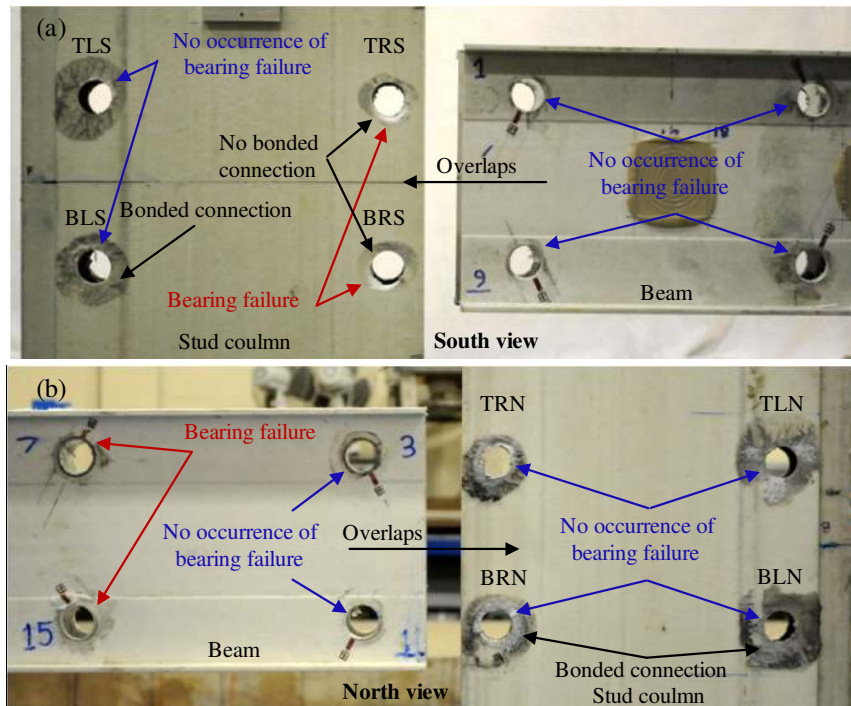 (a)
TLS
No occurrence of
bearing failure
TRS
No bonded
connection
BLS
Bonded connection
BRS
Bearing failure
Stud coulmn
Overlaps
1
9
No occurrence of
bearing failure
Beam
South view
(b)
Bearing failure
7
3
No occurrence of
bearing failure
Overlaps
15
Beam
TRN
TLN
No occurrence of
bearing failure
BRN
BLN
Bonded connection
Stud coulmn
North view